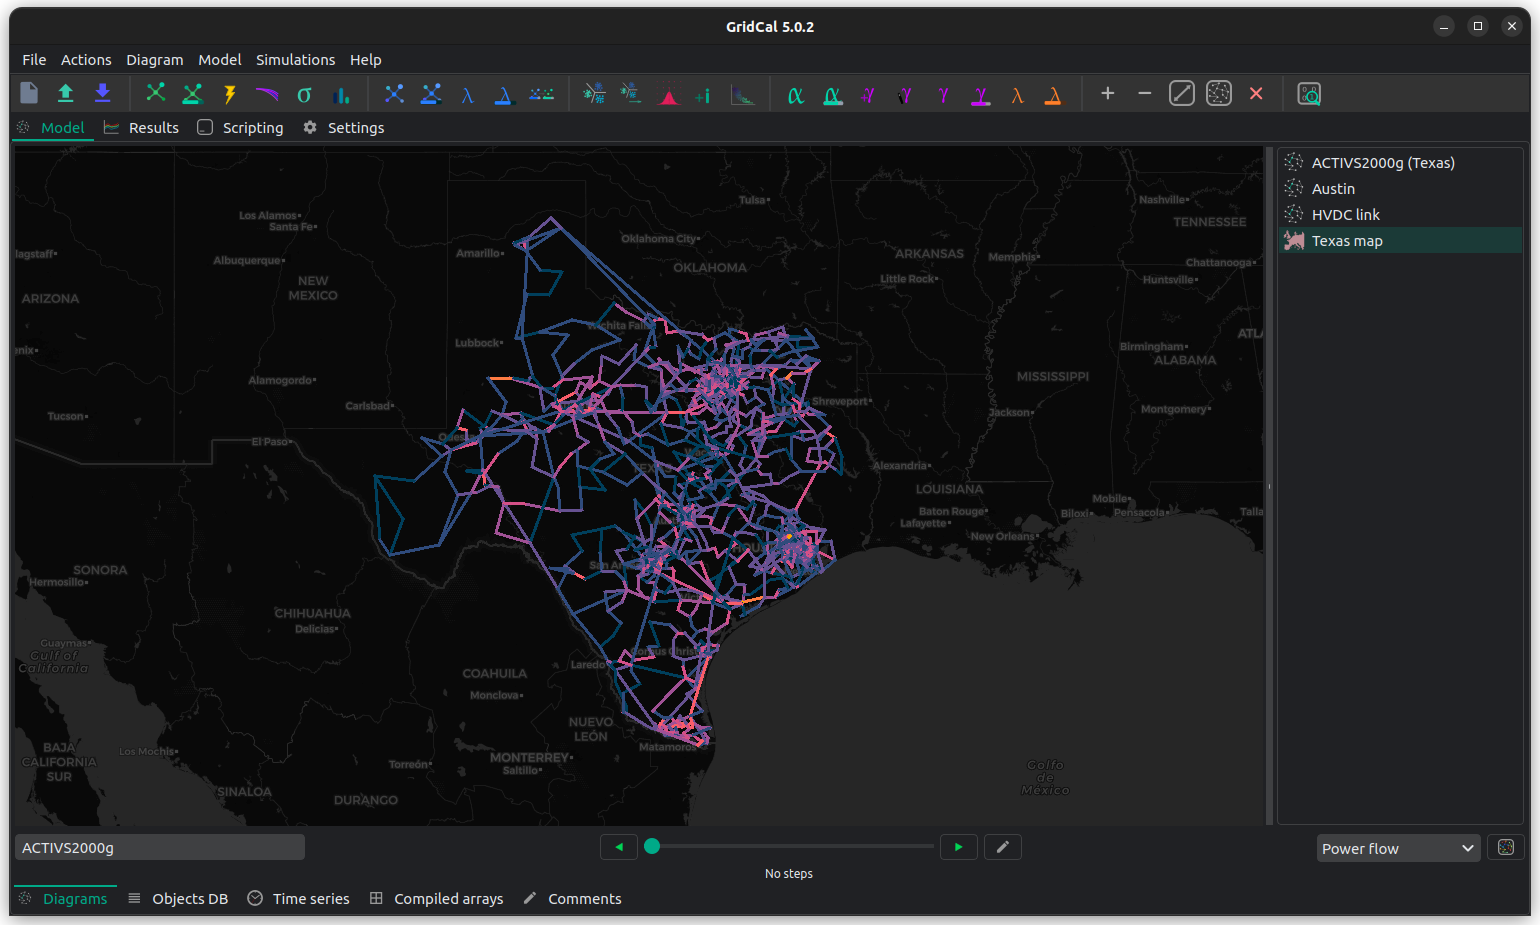 GridCal 5.0.2
File Actions Diagram Model Simulations Help
Model Results Scripting Settings
Tulsa
Nashville
Los Alamos
TENNESSEE
Santa Fe
Oklahoma City
lagstaff
Amarillo
ARKANSAS
Memphis
Albuquerque
OKLAHOMA
Chattanooga
NEW
MEXICO
Little Rock
Huntsville
ARIZONA
Wichita Falls
ATL
enix
Lubbock
Birmingham
ALABAMA
Alamogordo
MISSISSIPPI
Tucson
Carlsbad
Shreveport
Jackson
Montgomery
El Paso
TEXAS
Alexandria
LOUISIANA
Mobile
Baton Rouge
Biloxi
Pensacola
Talla
Lafayette
New Orleans
SONORA
Hermosillo
CHIHUAHUA
Delicias
Guaymas
Gulf of
California
Corpus Christi
Laredo
COAHUILA
Monclova
NUEVO
LEÓN
Matamoros
BAJA
CALIFORNIA
SUR
Los Mochis
MONTERREY
Saltillo
Torreón
Golfo
de
México
SINALOA
DURANGO
ACTIVS2000g (Texas)
Austin
HVDC link
Texas map
ACTIVS2000g
Power flow
No steps
Diagrams Objects DB Time series Compiled arrays Comments